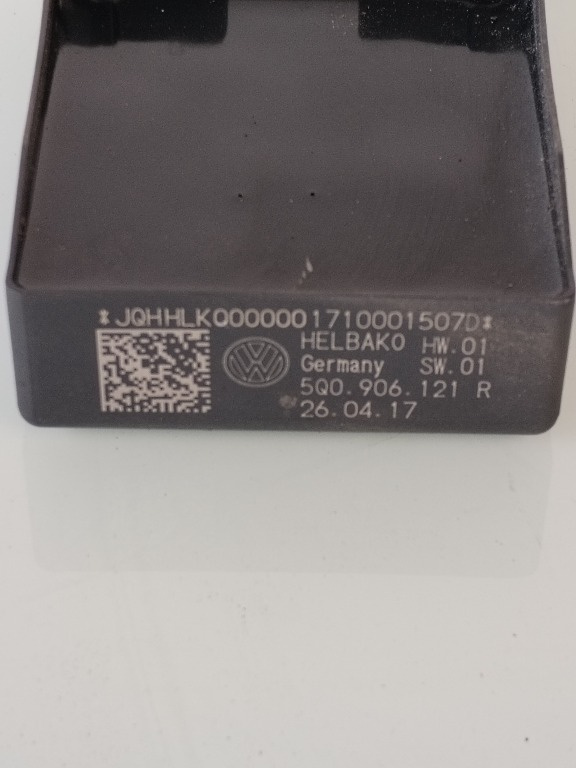 *JQHHLK0000001710001507D*
HELBAKO HW.01
Germany SW.01
5Q0.906.121 R
26.04.17